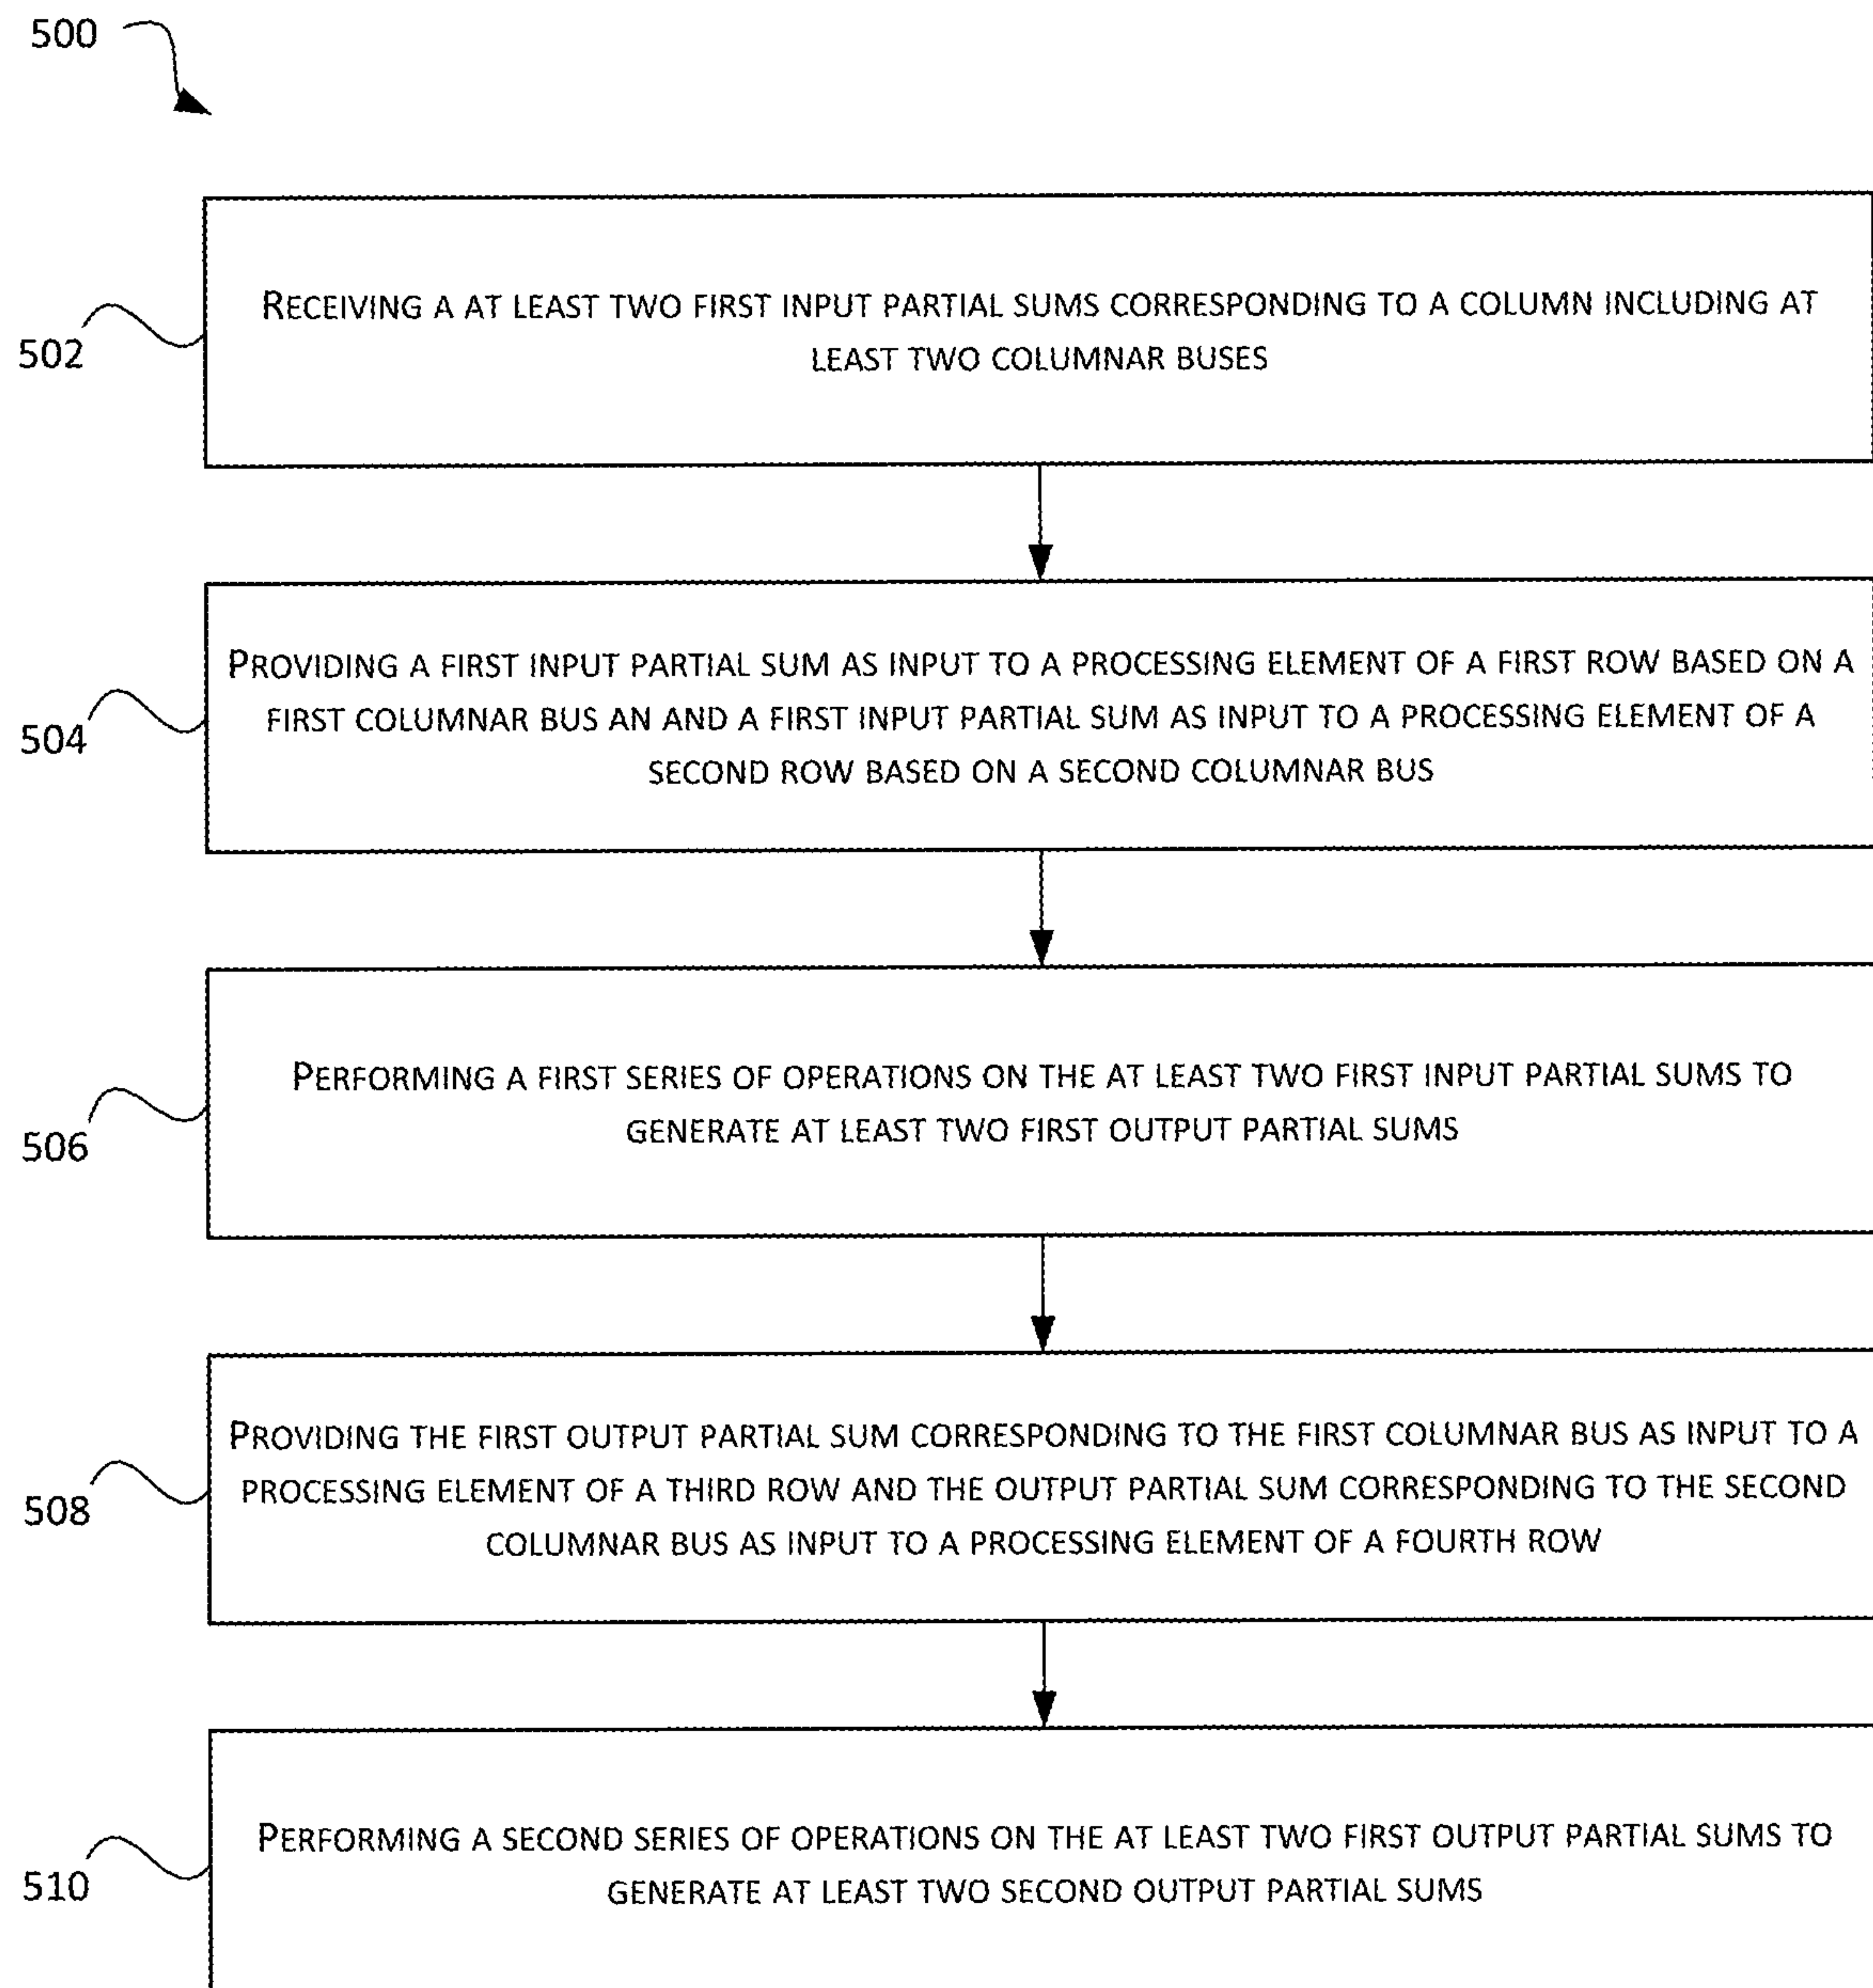 500
RECEIVING A AT LEAST TWO FIRST INPUT PARTIAL SUMS CORRESPONDING TO A COLUMN INCLUDING AT
LEAST TWO COLUMNAR BUSES
502
PROVIDING A FIRST INPUT PARTIAL SUM AS INPUT TO A PROCESSING ELEMENT OF A FIRST ROW BASED ON A
FIRST COLUMNAR BUS AN AND A FIRST INPUT PARTIAL SUM AS INPUT TO A PROCESSING ELEMENT OF A
SECOND ROW BASED ON A SECOND COLUMNAR BUS
504
PERFORMING A FIRST SERIES OF OPERATIONS ON THE AT LEAST TWO FIRST INPUT PARTIAL SUMS TO
GENERATE AT LEAST TWO FIRST OUTPUT PARTIAL SUMS
506
PROVIDING THE FIRST OUTPUT PARTIAL SUM CORRESPONDING TO THE FIRST COLUMNAR BUS AS INPUT TO A
PROCESSING ELEMENT OF A THIRD ROW AND THE OUTPUT PARTIAL SUM CORRESPONDING TO THE SECOND
COLUMNAR BUS AS INPUT TO A PROCESSING ELEMENT OF A FOURTH ROW
508
PERFORMING A SECOND SERIES OF OPERATIONS ON THE AT LEAST TWO FIRST OUTPUT PARTIAL SUMS TO
GENERATE AT LEAST TWO SECOND OUTPUT PARTIAL SUMS
510